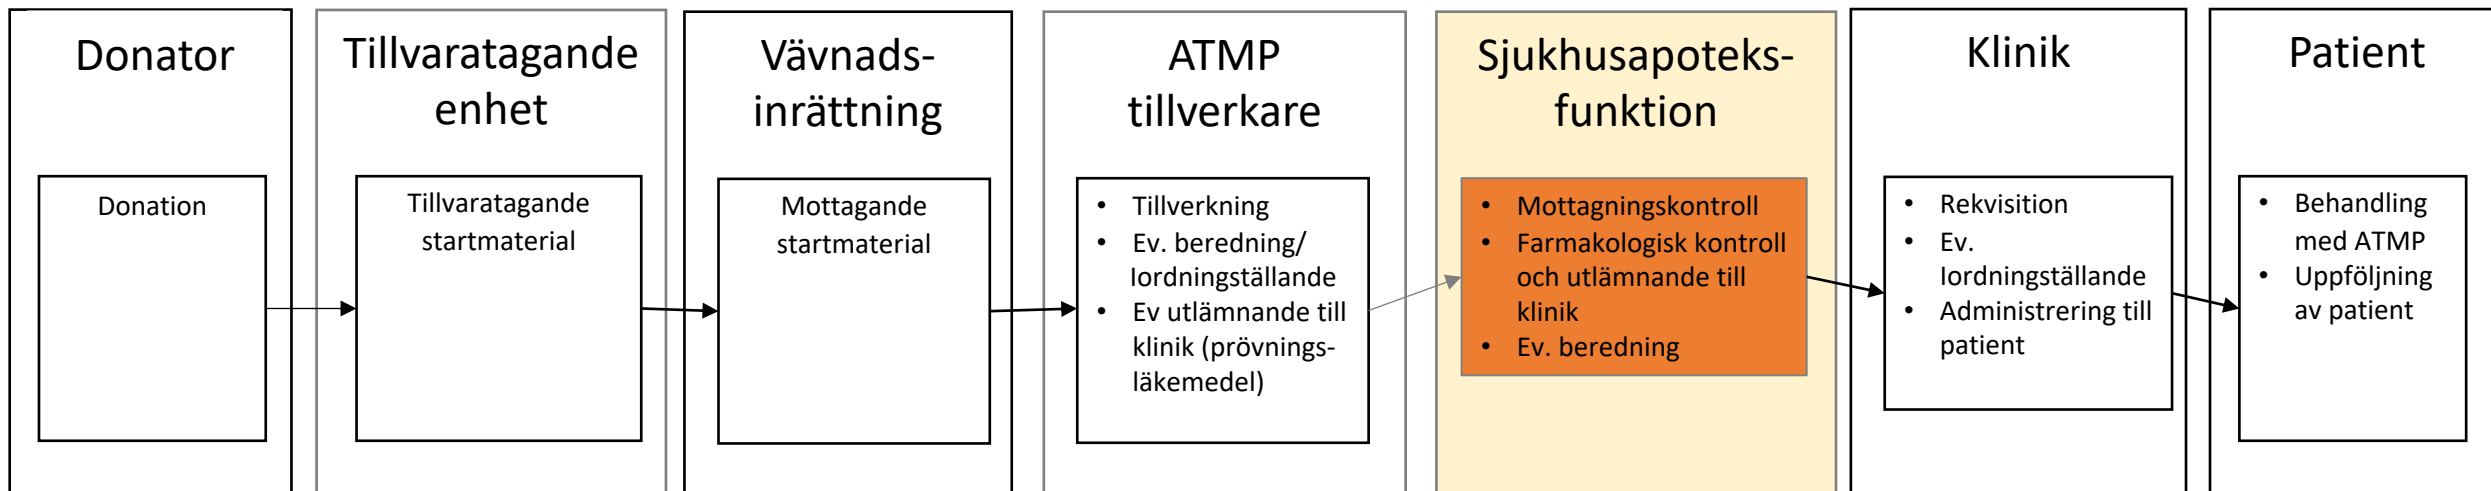 Donator
Donation
Tillvaratagande
enhet
Tillvaratagande
startmaterial
Vävnads-
inrättning
Mottagande
startmaterial
ATMP
tillverkare
• Tillverkning
• Ev. beredning/
Iordningställande
• Ev utlämnande till
klinik (prövnings-
läkemedel)
Sjukhusapoteks-
funktion
• Mottagningskontroll
• Farmakologisk kontroll
och utlämnande till
klinik
• Ev. beredning
Klinik
• Rekvisition
• Ev.
Iordningställande
• Administrering till
patient
Patient
• Behandling
med ATMP
• Uppföljning
av patient